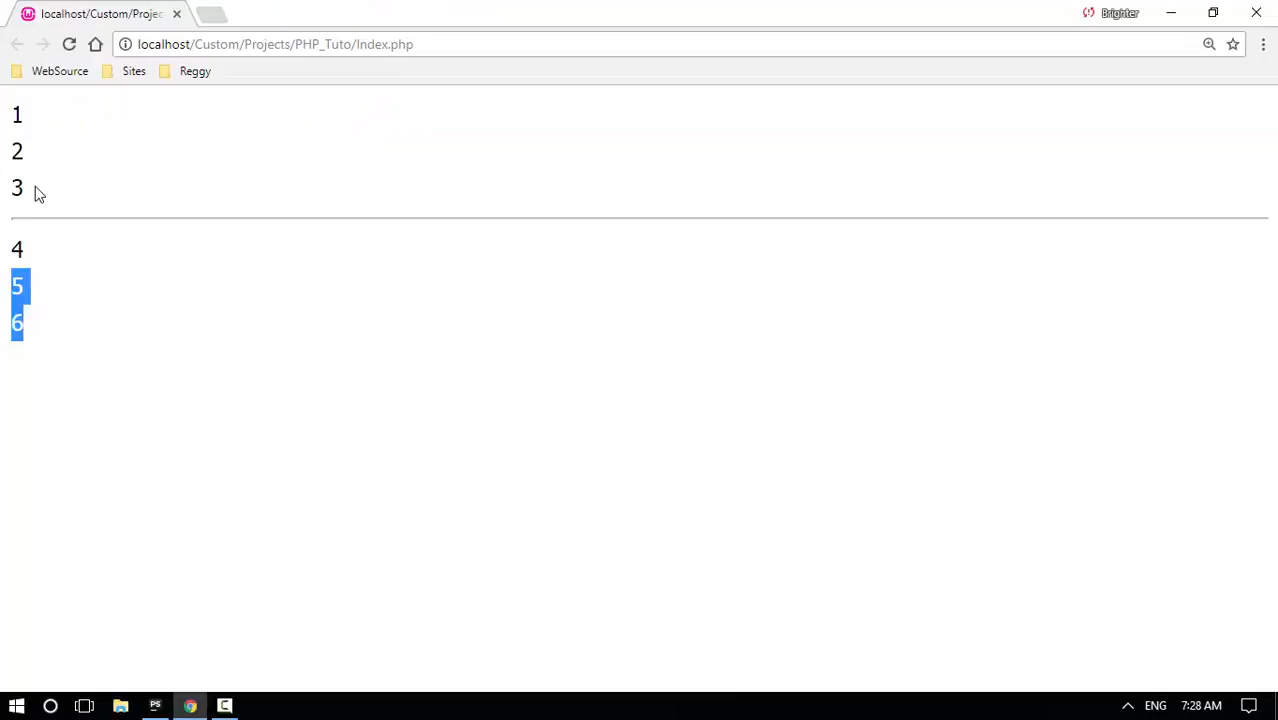 localhost/Custom/Projec
Brighter
localhost/Custom/Projects/PHP_Tuto/Index.php
WebSource Sites Reggy
1
2
3
4
5
6
PS C ENG 7:28 AM